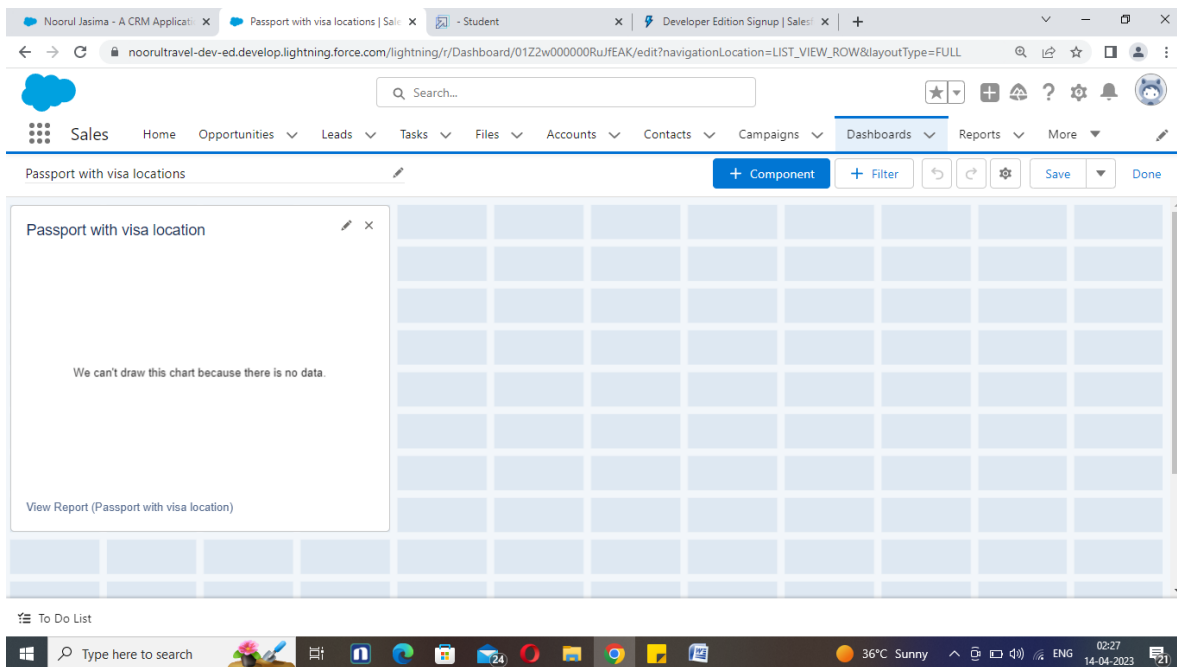 Noorul Jasima - A CRM Applicati
Passport with visa locations | Sale
- Student
Developer Edition Signup | Salesf
noorultravel-dev-ed.develop.lightning.force.com/lightning/r/Dashboard/01Z2w000000RuJfEAK/edit?navigationLocation=LIST_VIEW_ROW&layoutType=FULL
Search...
Sales Home Opportunities Leads Tasks Files Accounts Contacts Campaigns Dashboards Reports More
Passport with visa locations
+ Component + Filter Save Done
Passport with visa location
We can't draw this chart because there is no data.
View Report (Passport with visa location)
To Do List
Type here to search
24
36°C Sunny
ENG
02:27
14-04-2023
21